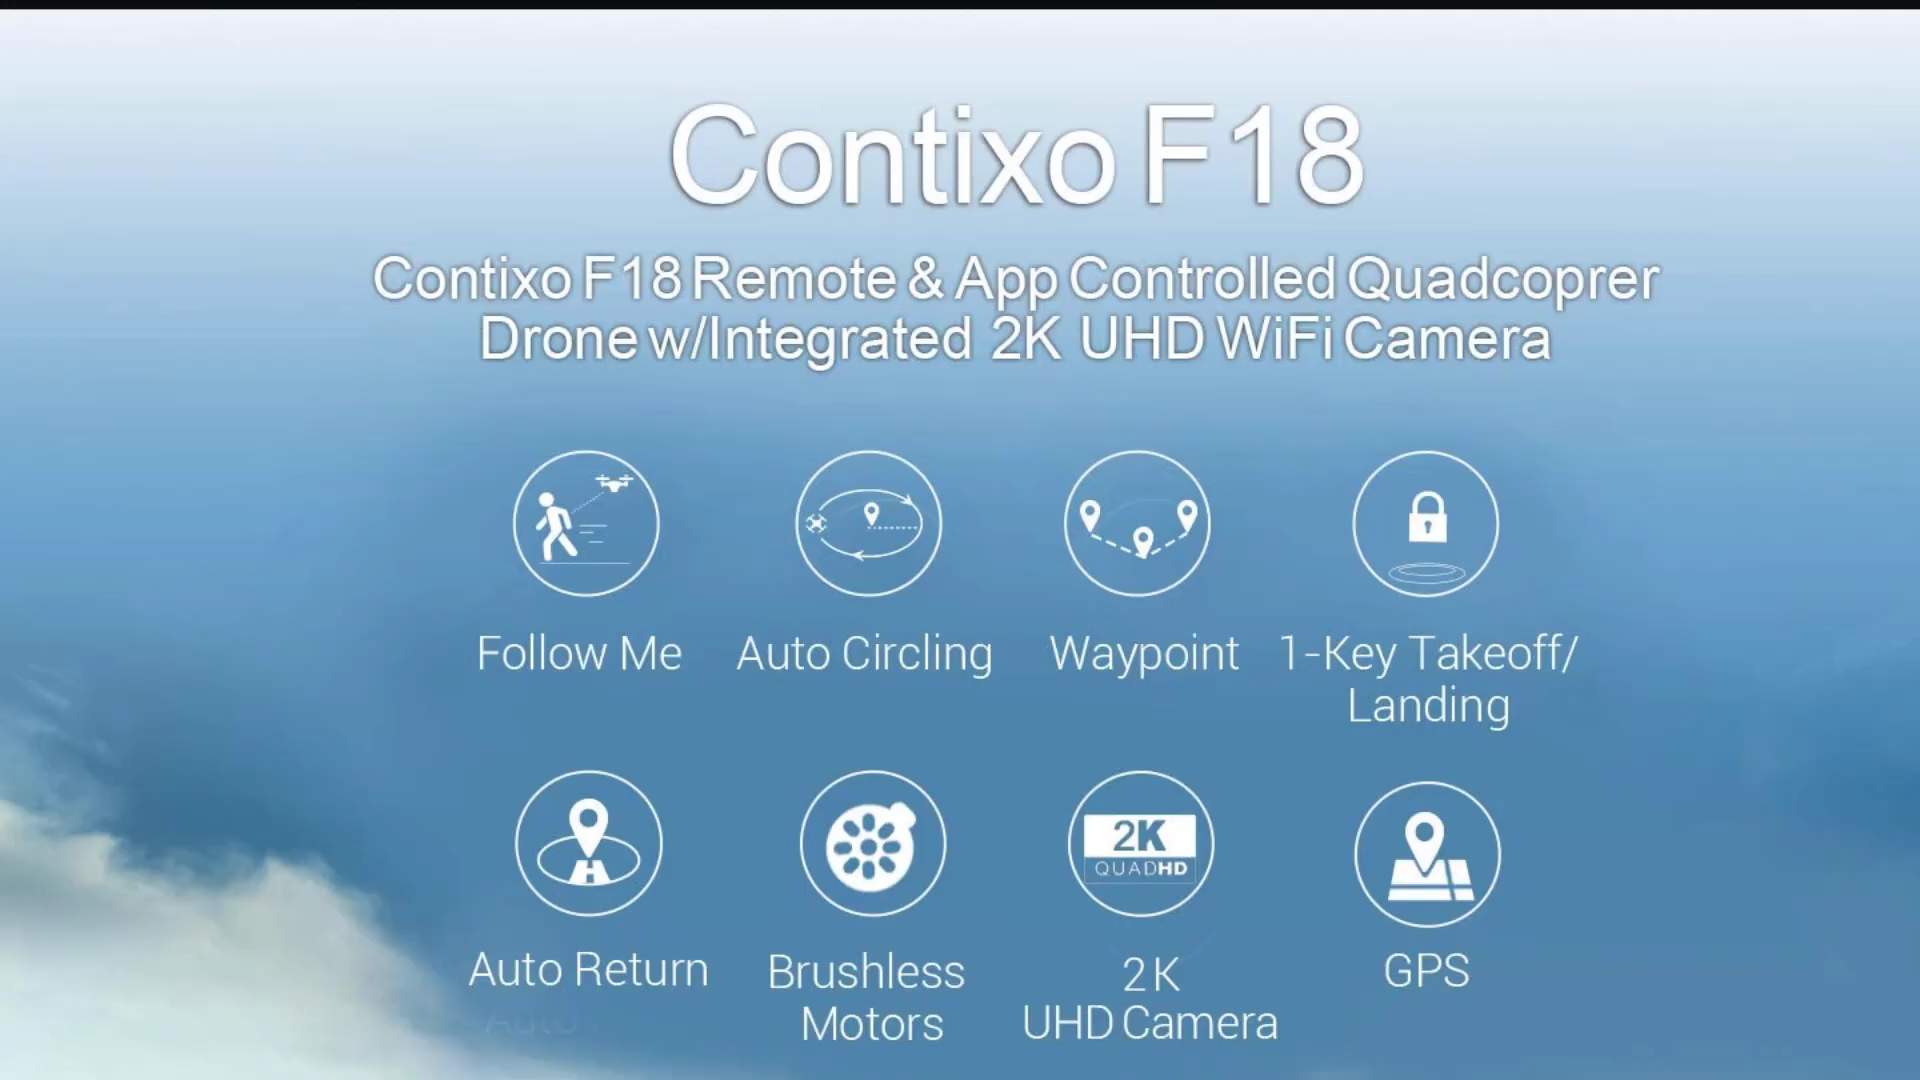 Contixo F18
Contixo F18 Remote & App Controlled Quadcoprer
Drone w/Integrated 2K UHD WiFi Camera
Follow Me
Auto Circling
Waypoint
1-Key Takeoff/
Landing
2K
QUADHD
Auto Return
Brushless
Motors
2K
UHD Camera
GPS